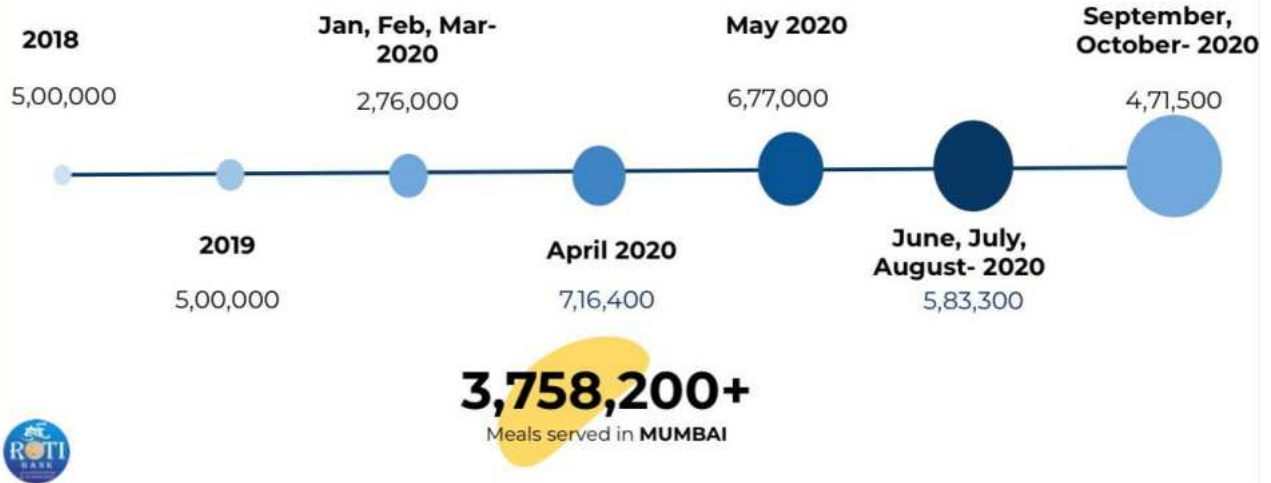 2018
5,00,000
Jan, Feb, Mar-
2020
2,76,000
May 2020
6,77,000
September,
October- 2020
4,71,500
2019
5,00,000
April 2020
7,16,400
June, July,
August- 2020
5,83,300
3,758,200+
Meals served in MUMBAI
ROTI
BANK